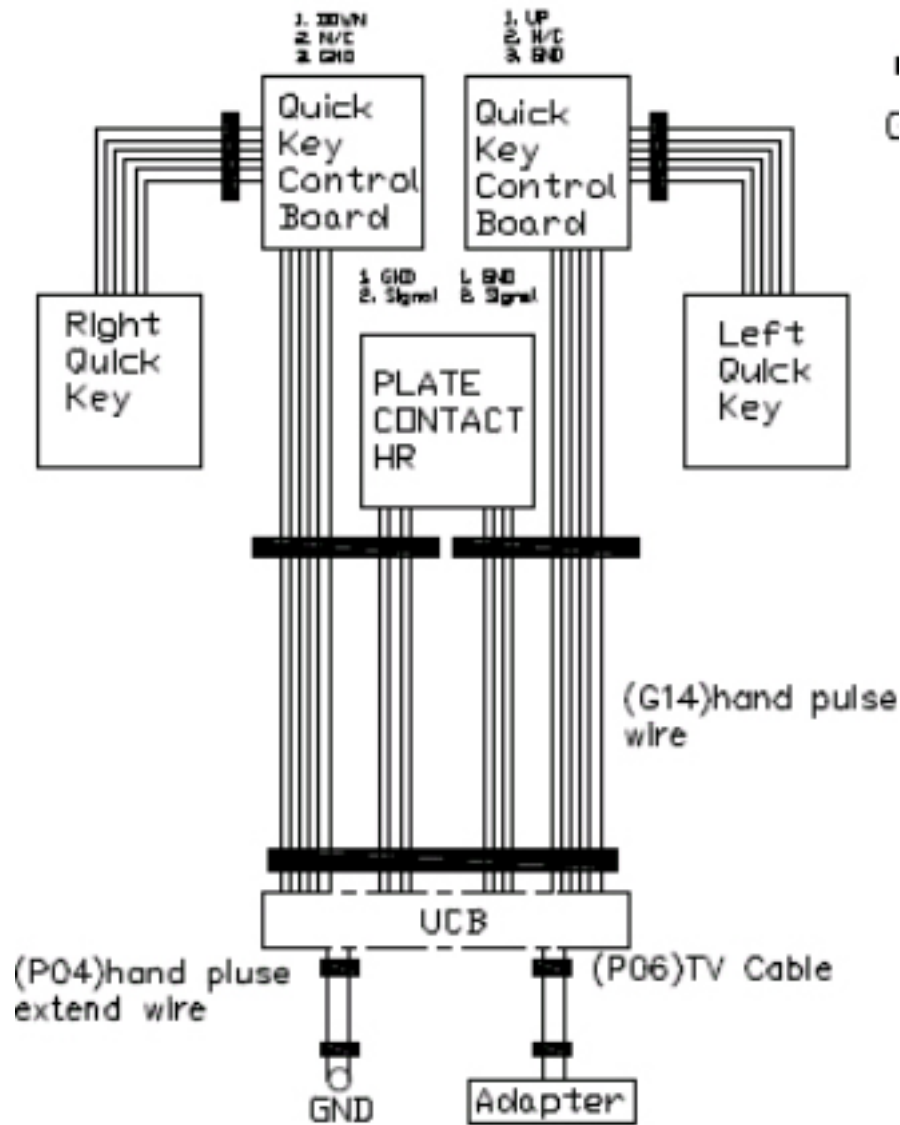 1. DOWN
2. N/C
3. GND
1. UP
2. N/C
3. GND
Quick
Key
Control
Board
Quick
Key
Control
Board
1. GND
2. Signal
1. GND
2. Signal
Right
Quick
Key
Left
Quick
Key
PLATE
CONTACT
HR
(G14)hand pulse
wire
UCB
(P04)hand pluse
extend wire
(P06)TV Cable
GND
Adapter